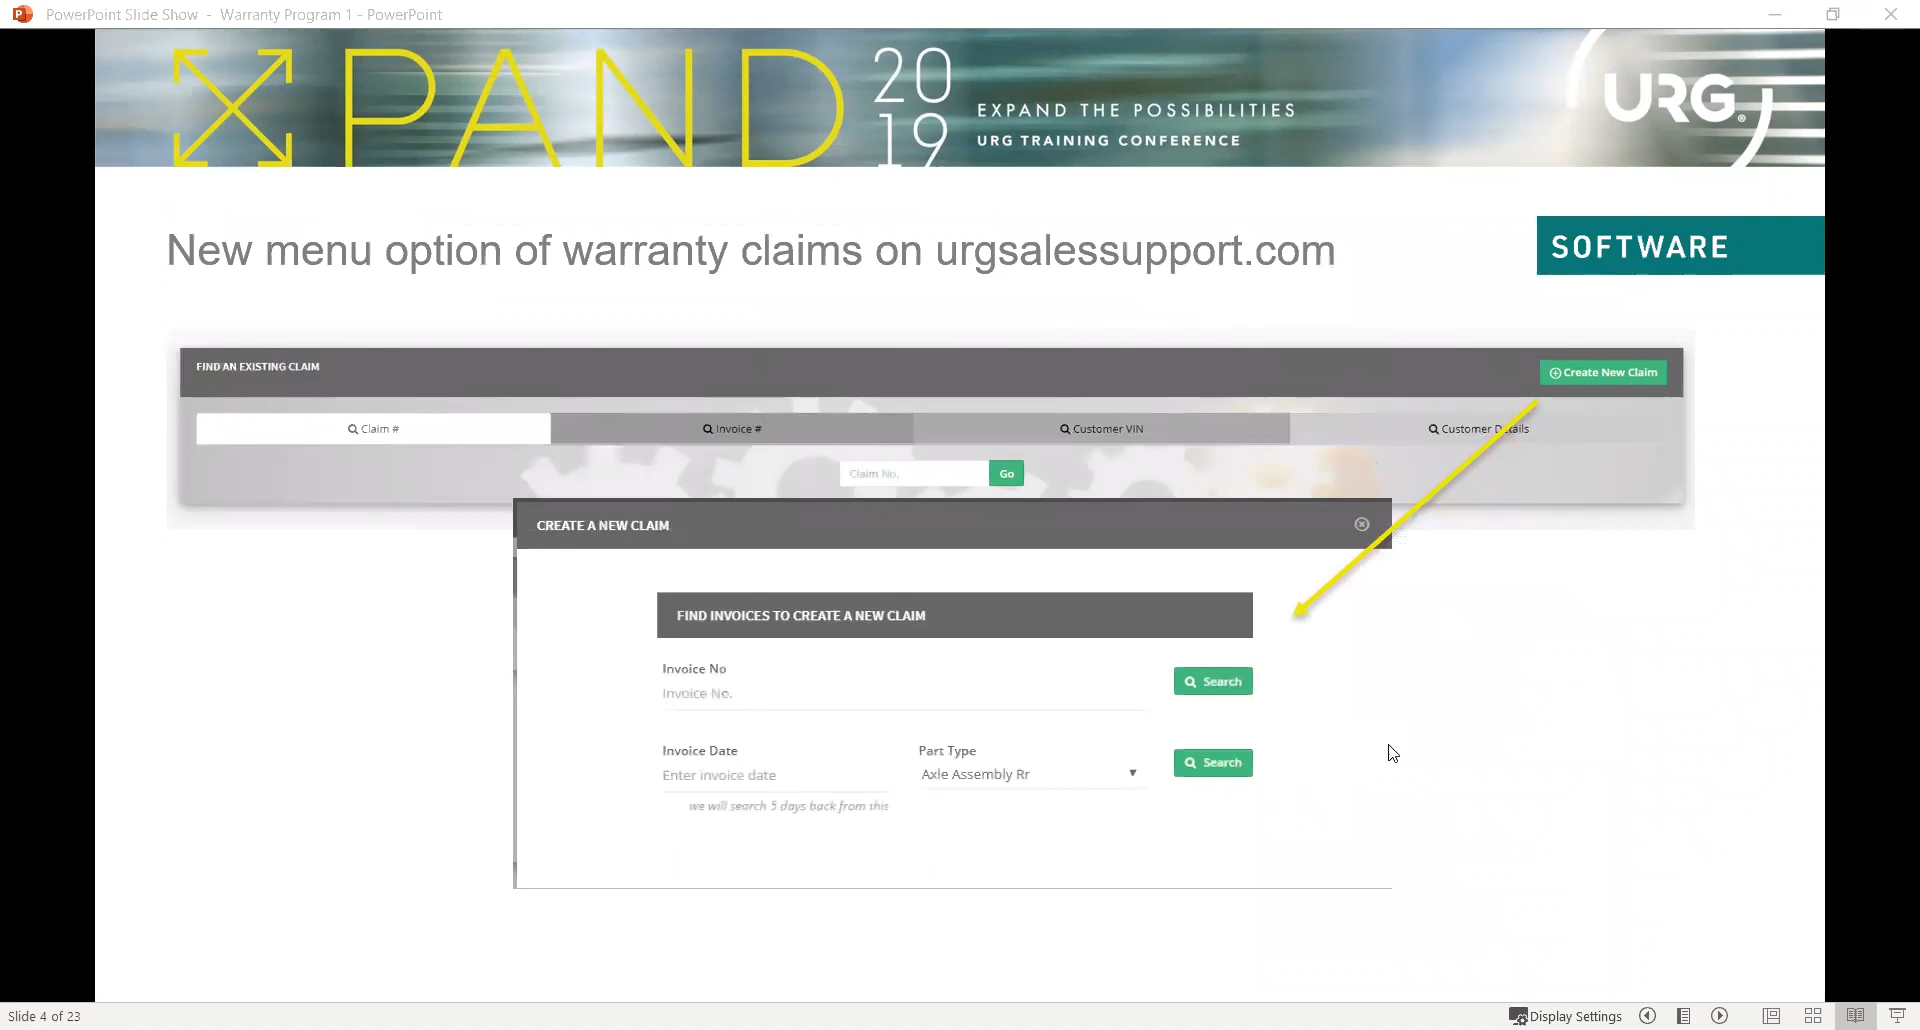 PowerPoint Slide Show - Warranty Program 1 - PowerPoint
XPAND 2019
EXPAND THE POSSIBILITIES
URG TRAINING CONFERENCE
URG®
New menu option of warranty claims on urgsalessupport.com
SOFTWARE
FIND AN EXISTING CLAIM
Create New Claim
Claim #
Invoice #
Customer VIN
Customer Details
Claim No.
Go
CREATE A NEW CLAIM
FIND INVOICES TO CREATE A NEW CLAIM
Invoice No
Invoice No.
Search
Invoice Date
Part Type
Enter invoice date
Axle Assembly Rr
Search
we will search 5 days back from this
Slide 4 of 23
Display Settings